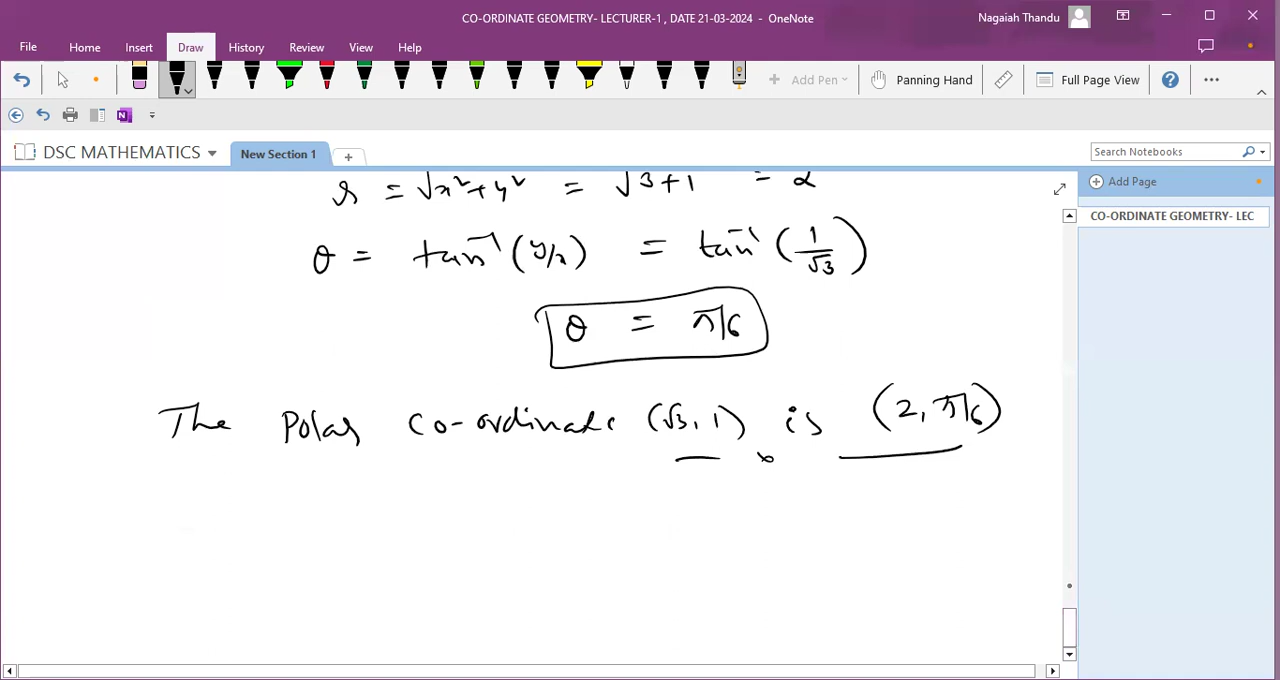 CO-ORDINATE GEOMETRY- LECTURER-1 , DATE 21-03-2024 - OneNote
Nagaiah Thandu
File Home Insert Draw History Review View Help
Add Pen
Panning Hand
Full Page View
DSC MATHEMATICS
New Section 1
Search Notebooks
Add Page
CO-ORDINATE GEOMETRY- LEC
r = √x²+y² = √3+1 = 2
θ = tan⁻¹(y/x) = tan⁻¹(1/√3)
θ = π/6
The Polar co-ordinate (√3, 1) is (2, π/6)